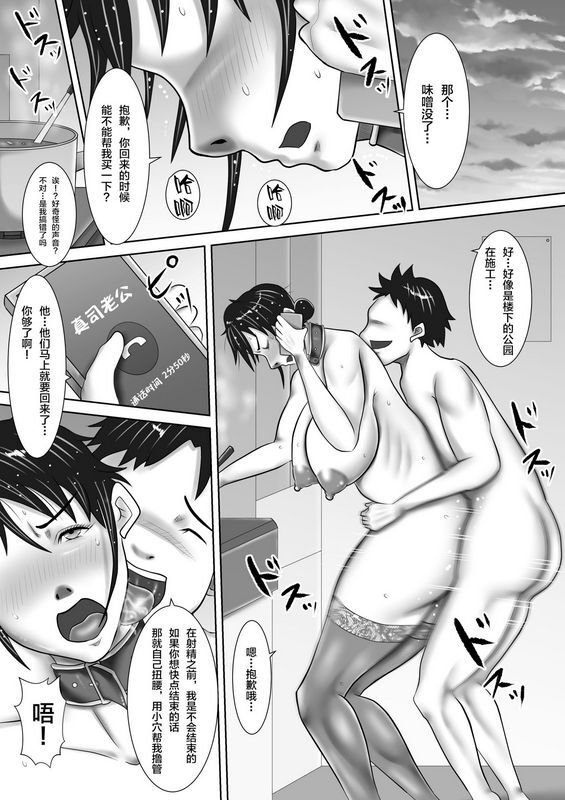 那个…
味噌没了…
抱歉，你回来的时候
能不能帮我买一下？
诶！？好奇怪的声音？
不对…是我搞错了吗
哈啊
哈啊
ドスッ
ドスッ
ドスッ
好…好像是楼下的公园
在施工…
嗯…抱歉哦…
ドスッ
ドスッ
ドスッ
ピッ
真司老公
通话时间 2分50秒
他…他们马上就要回来了…
你够了啊！
在射精之前，我是不会结束的
如果你想快点结束的话
那就自己扭腰，用小穴帮我撸管
唔！